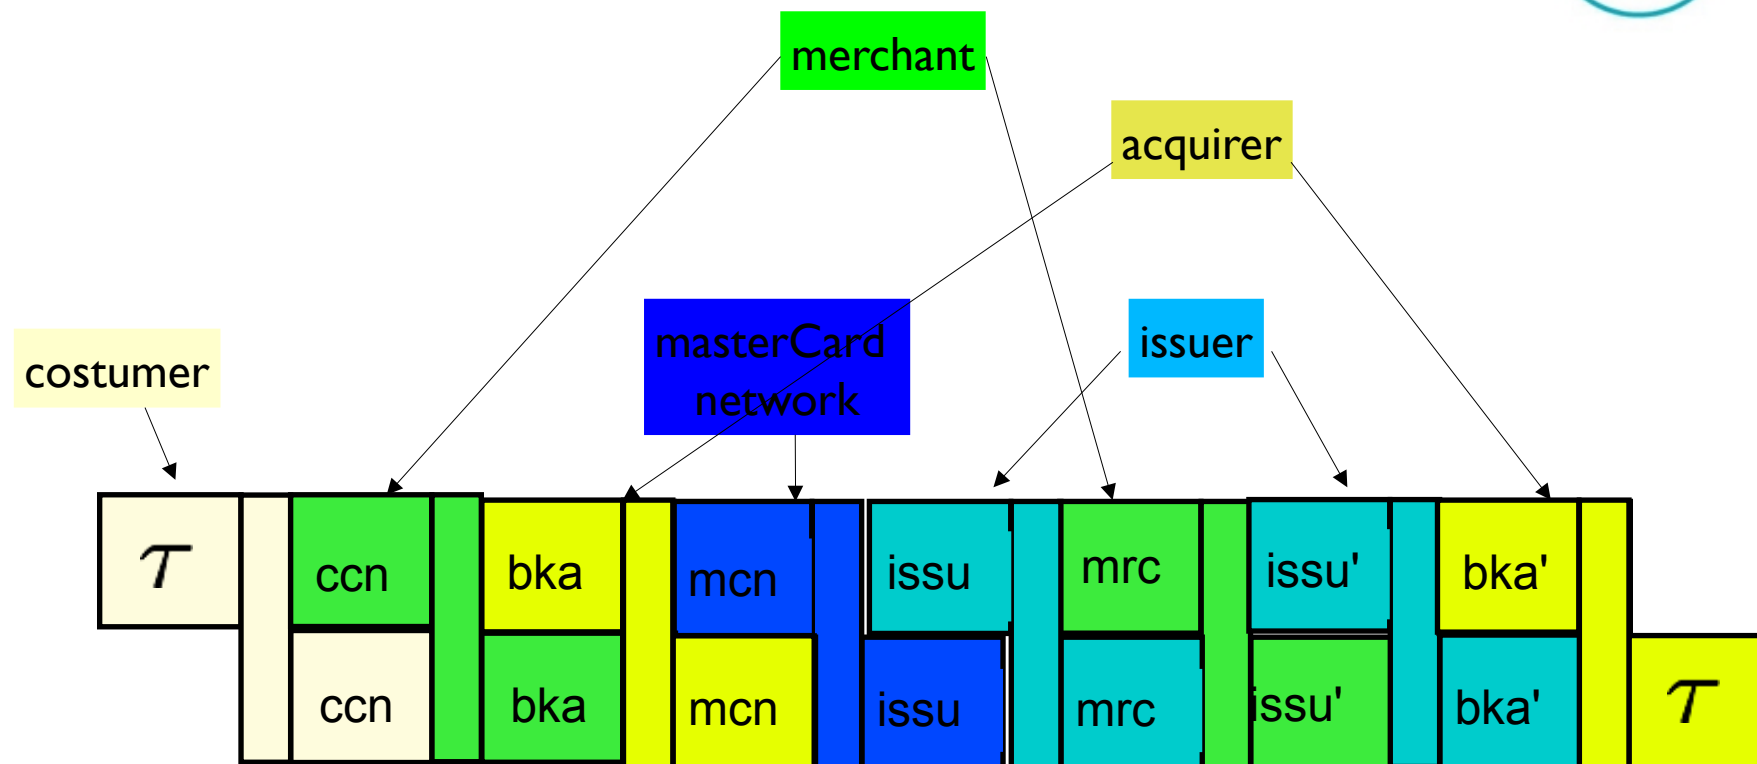 merchant
acquirer
masterCard
network
issuer
costumer
τ ccn bka mcn issu mrc issu' bka'
ccn bka mcn issu mrc issu' bka' τ